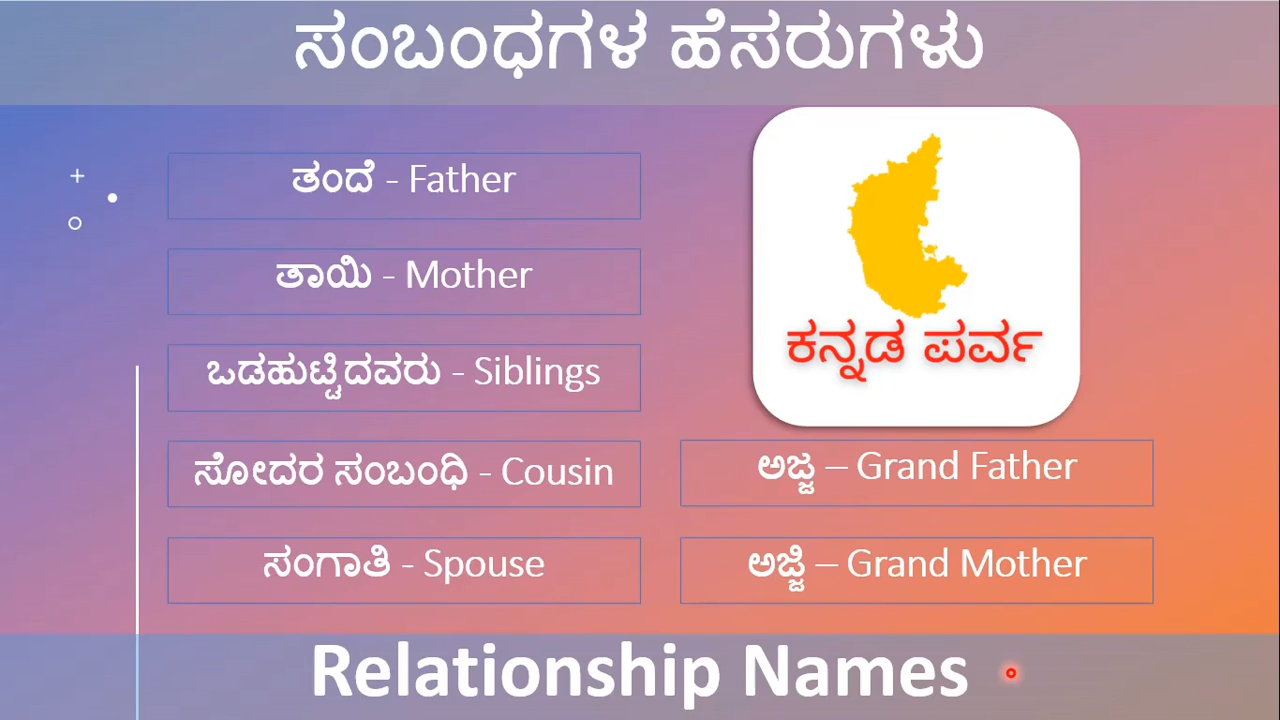 ಸಂಬಂಧಗಳ ಹೆಸರುಗಳು
ತಂದೆ - Father
ತಾಯಿ - Mother
ಒಡಹುಟ್ಟಿದವರು - Siblings
ಸೋದರ ಸಂಬಂಧಿ - Cousin
ಸಂಗಾತಿ - Spouse
ಕನ್ನಡ ಪರ್ವ
ಅಜ್ಜ – Grand Father
ಅಜ್ಜಿ – Grand Mother
Relationship Names